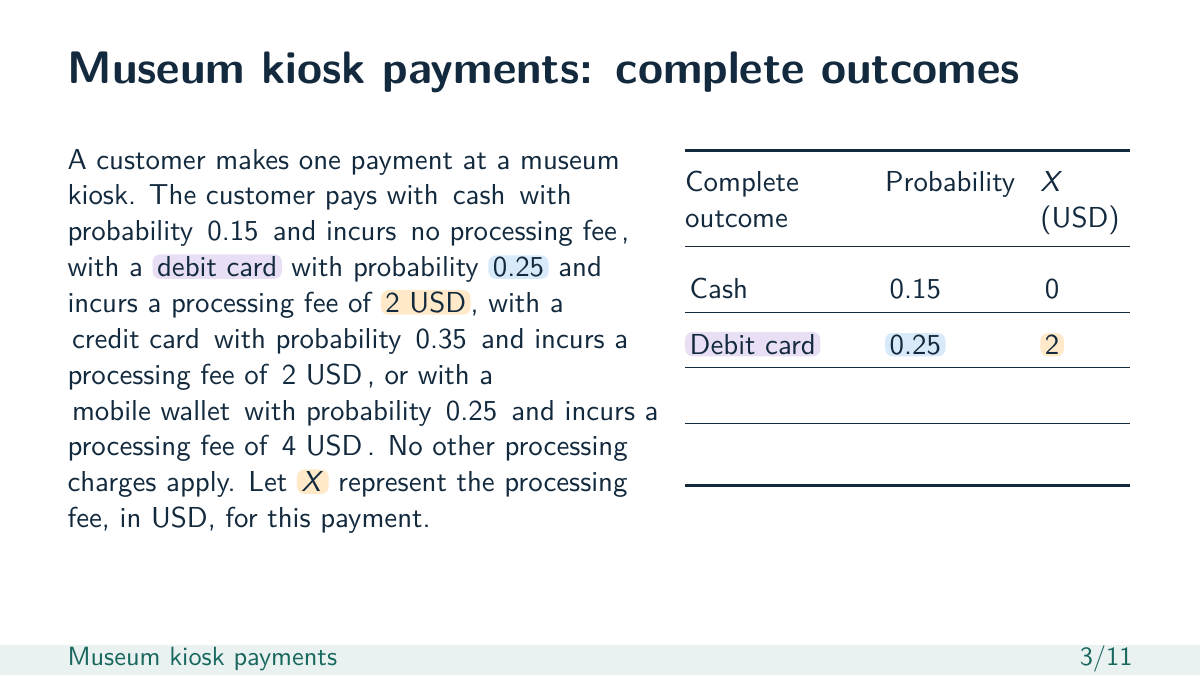 Museum kiosk payments: complete outcomes
A customer makes one payment at a museum
kiosk. The customer pays with cash with
probability 0.15 and incurs no processing fee,
with a debit card with probability 0.25 and
incurs a processing fee of 2 USD, with a
credit card with probability 0.35 and incurs a
processing fee of 2 USD, or with a
mobile wallet with probability 0.25 and incurs a
processing fee of 4 USD. No other processing
charges apply. Let X represent the processing
fee, in USD, for this payment.
Complete outcome Probability X (USD)
Cash 0.15 0
Debit card 0.25 2
Museum kiosk payments 3/11